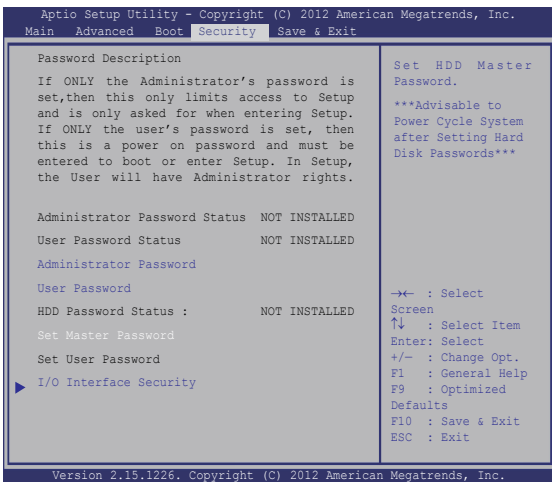 Aptio Setup Utility - Copyright (C) 2012 American Megatrends, Inc.
Main Advanced Boot Security Save & Exit
Password Description
If ONLY the Administrator's password is
set,then this only limits access to Setup
and is only asked for when entering Setup.
If ONLY the user's password is set, then
this is a power on password and must be
entered to boot or enter Setup. In Setup,
the User will have Administrator rights.
Administrator Password Status NOT INSTALLED
User Password Status NOT INSTALLED
Administrator Password
User Password
HDD Password Status : NOT INSTALLED
Set Master Password
Set User Password
I/O Interface Security
Set HDD Master
Password.
***Advisable to
Power Cycle System
after Setting Hard
Disk Passwords***
→← : Select
Screen
↑↓ : Select Item
Enter: Select
+/− : Change Opt.
F1 : General Help
F9 : Optimized
Defaults
F10 : Save & Exit
ESC : Exit
Version 2.15.1226. Copyright (C) 2012 American Megatrends, Inc.